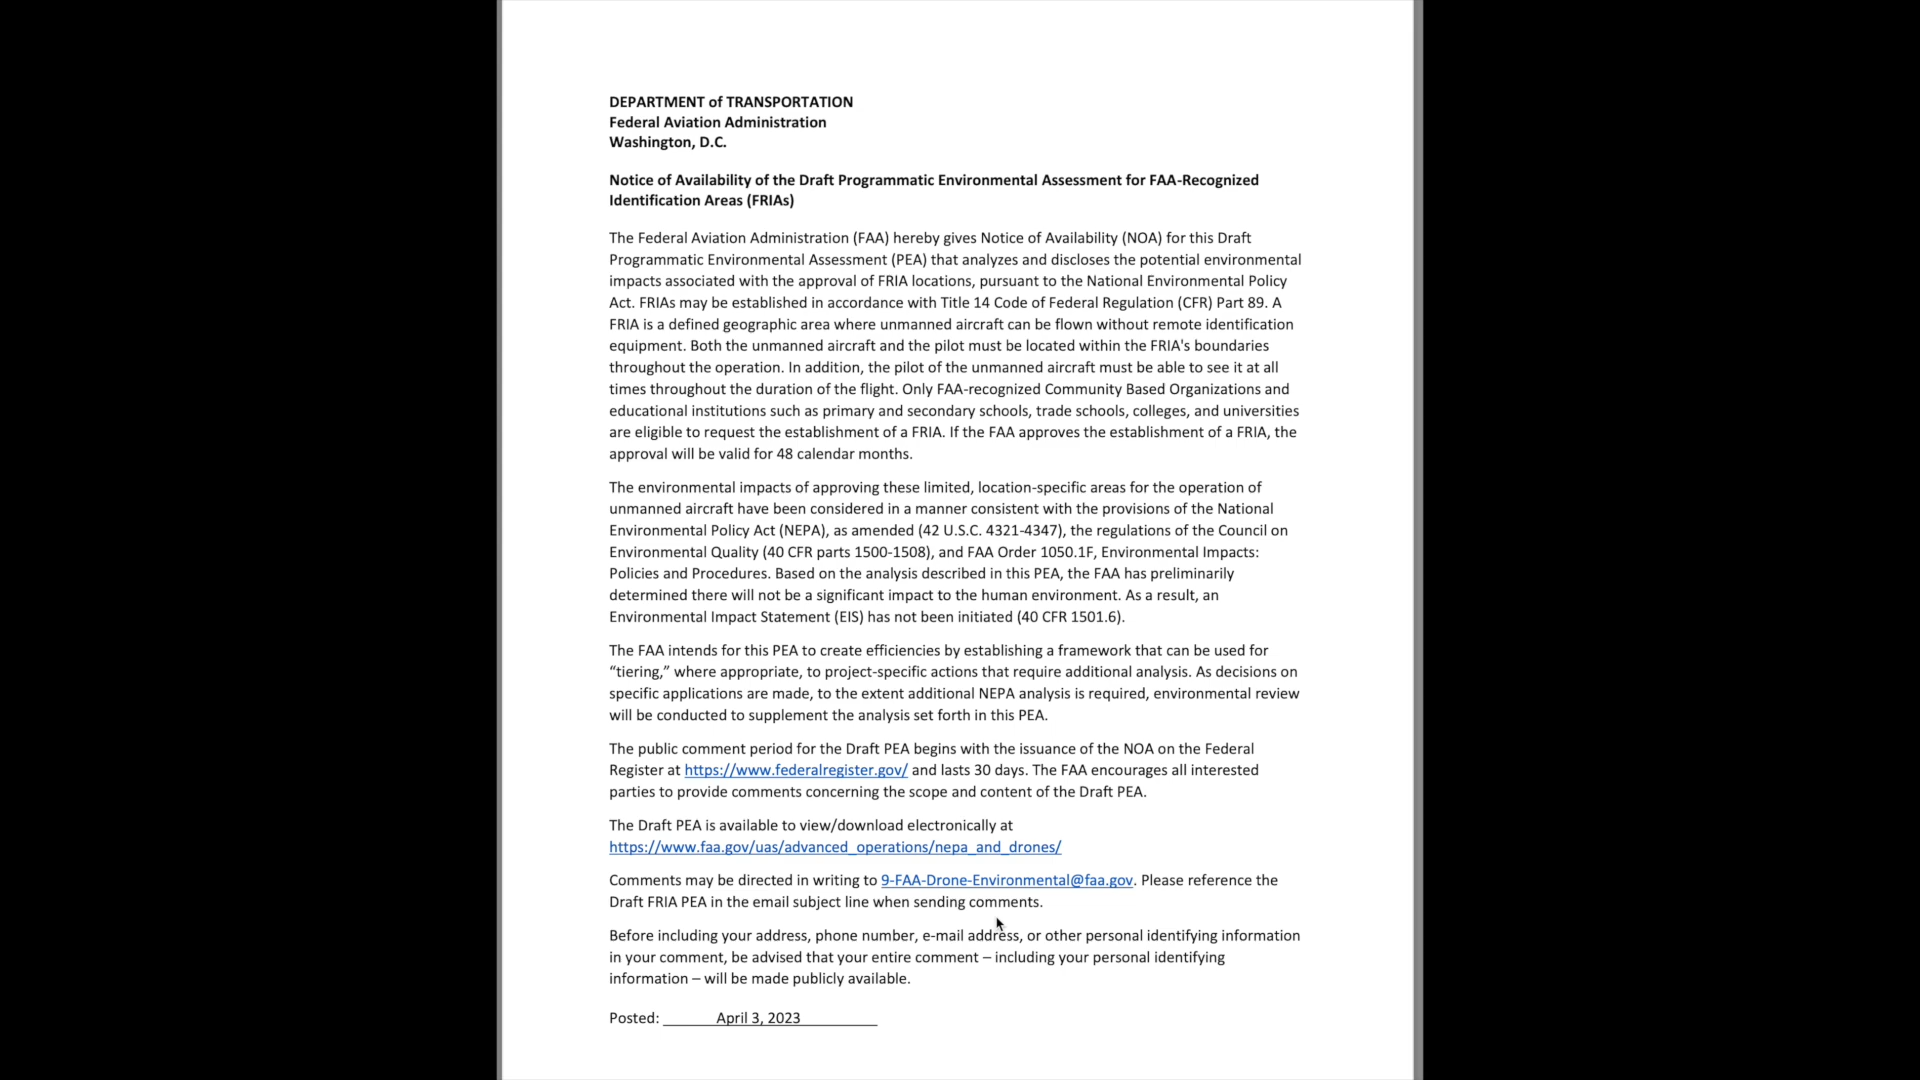 DEPARTMENT of TRANSPORTATION
Federal Aviation Administration
Washington, D.C.
Notice of Availability of the Draft Programmatic Environmental Assessment for FAA-Recognized
Identification Areas (FRIAs)
The Federal Aviation Administration (FAA) hereby gives Notice of Availability (NOA) for this Draft
Programmatic Environmental Assessment (PEA) that analyzes and discloses the potential environmental
impacts associated with the approval of FRIA locations, pursuant to the National Environmental Policy
Act. FRIAs may be established in accordance with Title 14 Code of Federal Regulation (CFR) Part 89. A
FRIA is a defined geographic area where unmanned aircraft can be flown without remote identification
equipment. Both the unmanned aircraft and the pilot must be located within the FRIA's boundaries
throughout the operation. In addition, the pilot of the unmanned aircraft must be able to see it at all
times throughout the duration of the flight. Only FAA-recognized Community Based Organizations and
educational institutions such as primary and secondary schools, trade schools, colleges, and universities
are eligible to request the establishment of a FRIA. If the FAA approves the establishment of a FRIA, the
approval will be valid for 48 calendar months.
The environmental impacts of approving these limited, location-specific areas for the operation of
unmanned aircraft have been considered in a manner consistent with the provisions of the National
Environmental Policy Act (NEPA), as amended (42 U.S.C. 4321-4347), the regulations of the Council on
Environmental Quality (40 CFR parts 1500-1508), and FAA Order 1050.1F, Environmental Impacts:
Policies and Procedures. Based on the analysis described in this PEA, the FAA has preliminarily
determined there will not be a significant impact to the human environment. As a result, an
Environmental Impact Statement (EIS) has not been initiated (40 CFR 1501.6).
The FAA intends for this PEA to create efficiencies by establishing a framework that can be used for
“tiering,” where appropriate, to project-specific actions that require additional analysis. As decisions on
specific applications are made, to the extent additional NEPA analysis is required, environmental review
will be conducted to supplement the analysis set forth in this PEA.
The public comment period for the Draft PEA begins with the issuance of the NOA on the Federal
Register at https://www.federalregister.gov/ and lasts 30 days. The FAA encourages all interested
parties to provide comments concerning the scope and content of the Draft PEA.
The Draft PEA is available to view/download electronically at
https://www.faa.gov/uas/advanced_operations/nepa_and_drones/
Comments may be directed in writing to 9-FAA-Drone-Environmental@faa.gov. Please reference the
Draft FRIA PEA in the email subject line when sending comments.
Before including your address, phone number, e-mail address, or other personal identifying information
in your comment, be advised that your entire comment – including your personal identifying
information – will be made publicly available.
Posted: April 3, 2023